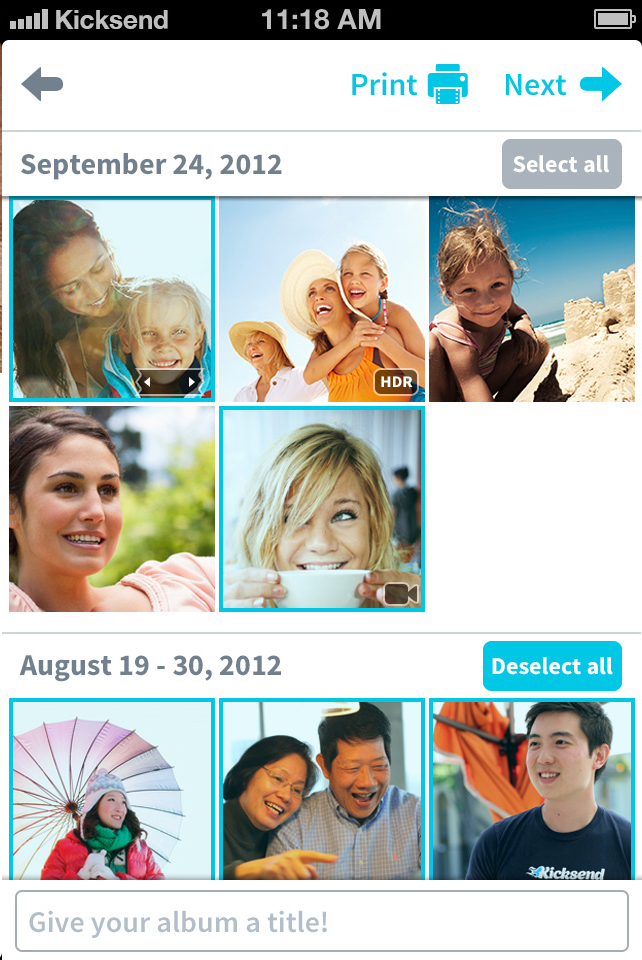 Kicksend 11:18 AM
Print Next
September 24, 2012 Select all
HDR
August 19 - 30, 2012 Deselect all
Kicksend
Give your album a title!